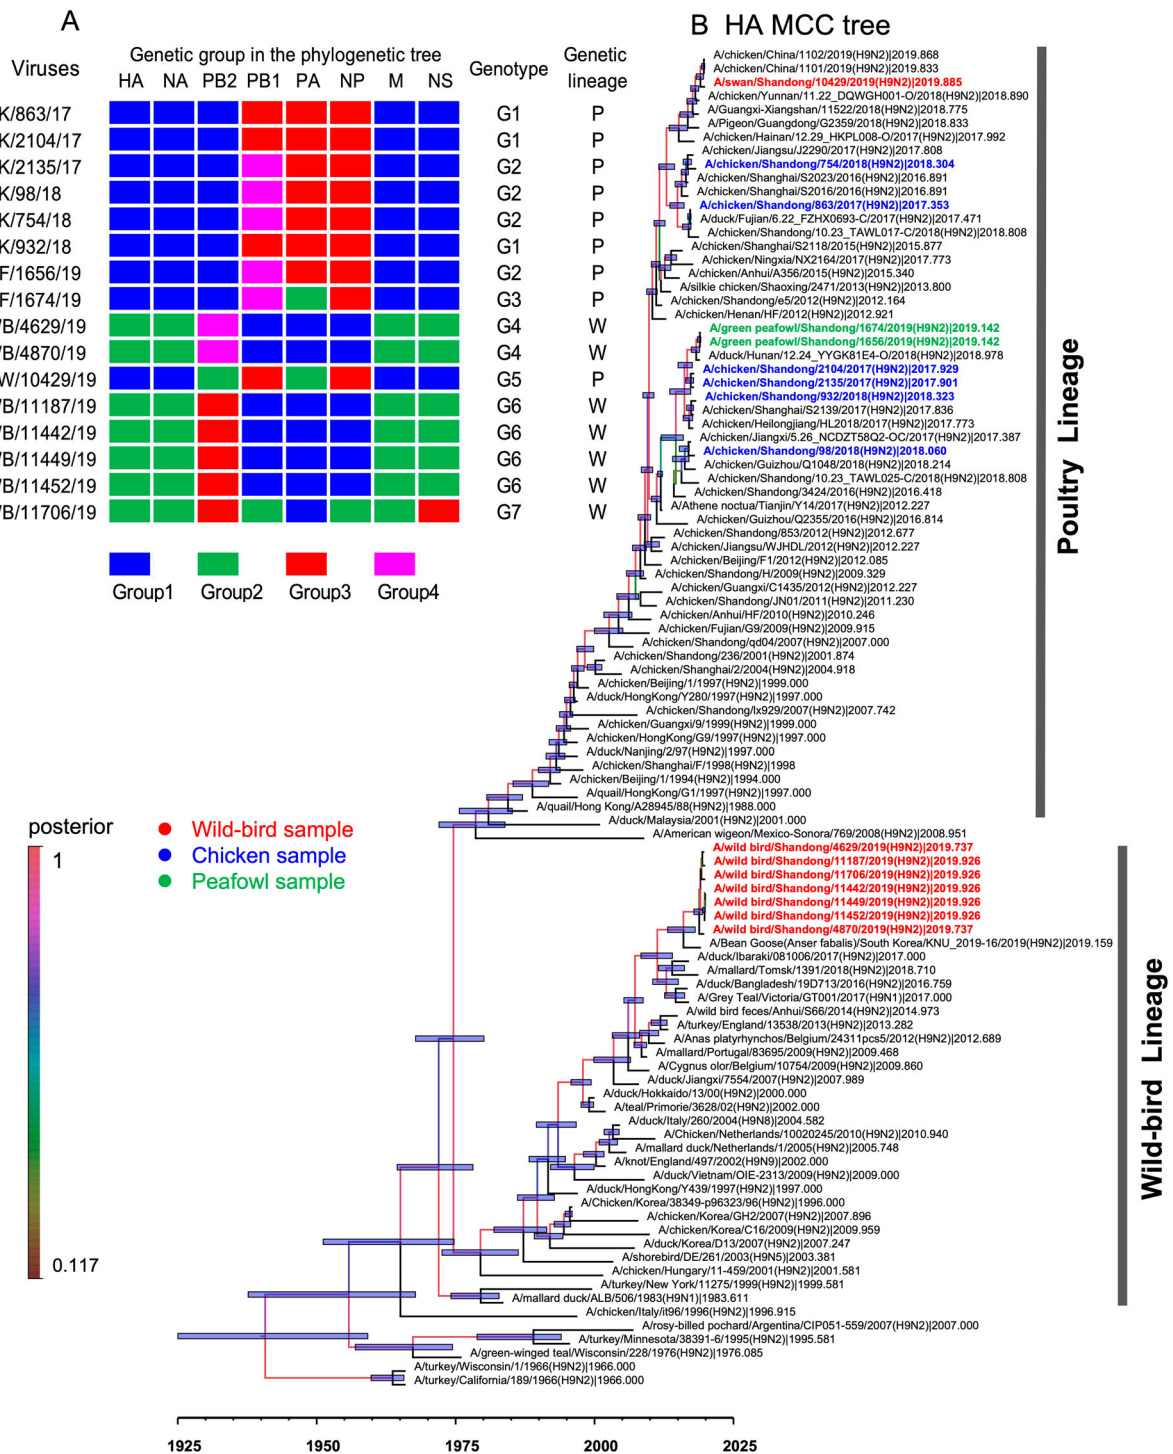 A
Genetic group in the phylogenetic tree
Viruses HA NA PB2 PB1 PA NP M NS Genotype Genetic lineage
K/863/17 G1 P
K/2104/17 G1 P
K/2135/17 G2 P
K/98/18 G2 P
K/754/18 G2 P
K/932/18 G1 P
F/1656/19 G2 P
F/1674/19 G3 P
/B/4629/19 G4 W
/B/4870/19 G4 W
W/10429/19 G5 P
/B/11187/19 G6 W
/B/11442/19 G6 W
/B/11449/19 G6 W
/B/11452/19 G6 W
/B/11706/19 G7 W
Group1 Group2 Group3 Group4
B HA MCC tree
A/chicken/China/1102/2019(H9N2)|2019.868
A/chicken/China/1101/2019(H9N2)|2019.833
A/swan/Shandong/10429/2019(H9N2)|2019.885
A/chicken/Yunnan/11.22_DQWGH001-O/2018(H9N2)|2018.890
A/Guangxi-Xiangshan/11522/2018(H9N2)|2018.775
A/Pigeon/Guangdong/G2359/2018(H9N2)|2018.833
A/chicken/Hainan/12.29_HKPL008-O/2017(H9N2)|2017.992
A/chicken/Jiangsu/J2290/2017(H9N2)|2017.808
A/chicken/Shandong/754/2018(H9N2)|2018.304
A/chicken/Shanghai/S2023/2016(H9N2)|2016.891
A/chicken/Shanghai/S2016/2016(H9N2)|2016.891
A/chicken/Shandong/863/2017(H9N2)|2017.353
A/duck/Fujian/6.22_FZHX0693-C/2017(H9N2)|2017.471
A/chicken/Shandong/10.23_TAWL017-C/2018(H9N2)|2018.808
A/chicken/Shanghai/S2118/2015(H9N2)|2015.877
A/chicken/Ningxia/NX2164/2017(H9N2)|2017.773
A/chicken/Anhui/A356/2015(H9N2)|2015.340
A/silkie chicken/Shaoxing/2471/2013(H9N2)|2013.800
A/chicken/Shandong/e5/2012(H9N2)|2012.164
A/chicken/Henan/HF/2012(H9N2)|2012.921
A/green peafowl/Shandong/1674/2019(H9N2)|2019.142
A/green peafowl/Shandong/1656/2019(H9N2)|2019.142
A/duck/Hunan/12.24_YYGK81E4-O/2018(H9N2)|2018.978
A/chicken/Shandong/2104/2017(H9N2)|2017.929
A/chicken/Shandong/2135/2017(H9N2)|2017.901
A/chicken/Shandong/932/2018(H9N2)|2018.323
A/chicken/Shanghai/S2139/2017(H9N2)|2017.836
A/chicken/Heilongjiang/HL2018/2017(H9N2)|2017.773
A/chicken/Jiangxi/5.26_NCDZT58Q2-OC/2017(H9N2)|2017.387
A/chicken/Shandong/98/2018(H9N2)|2018.060
A/chicken/Guizhou/Q1048/2018(H9N2)|2018.214
A/chicken/Shandong/10.23_TAWL025-C/2018(H9N2)|2018.808
A/chicken/Shandong/3424/2016(H9N2)|2016.418
A/Athene noctua/Tianjin/Y14/2017(H9N2)|2012.227
A/chicken/Guizhou/Q2355/2016(H9N2)|2016.814
A/chicken/Shandong/853/2012(H9N2)|2012.677
A/chicken/Jiangsu/WJHDL/2012(H9N2)|2012.227
A/chicken/Beijing/F1/2012(H9N2)|2012.085
A/chicken/Shandong/H/2009(H9N2)|2009.329
A/chicken/Guangxi/C1435/2012(H9N2)|2012.227
A/chicken/Shandong/JN01/2011(H9N2)|2011.230
A/chicken/Anhui/HF/2010(H9N2)|2010.246
A/chicken/Fujian/G9/2009(H9N2)|2009.915
A/chicken/Shandong/qd04/2007(H9N2)|2007.000
A/chicken/Shandong/236/2001(H9N2)|2001.874
A/chicken/Shanghai/2/2004(H9N2)|2004.918
A/chicken/Beijing/1/1997(H9N2)|1999.000
A/duck/HongKong/Y280/1997(H9N2)|1997.000
A/chicken/Shandong/lx929/2007(H9N2)|2007.742
A/chicken/Guangxi/9/1999(H9N2)|1999.000
A/chicken/HongKong/G9/1997(H9N2)|1997.000
A/duck/Nanjing/2/97(H9N2)|1997.000
A/chicken/Shanghai/F/1998(H9N2)|1998
A/chicken/Beijing/1/1994(H9N2)|1994.000
A/quail/HongKong/G1/1997(H9N2)|1997.000
A/quail/Hong Kong/A28945/88(H9N2)|1988.000
A/duck/Malaysia/2001(H9N2)|2001.000
A/American wigeon/Mexico-Sonora/769/2008(H9N2)|2008.951
Poultry Lineage
posterior
1
0.117
Wild-bird sample
Chicken sample
Peafowl sample
A/wild bird/Shandong/4629/2019(H9N2)|2019.737
A/wild bird/Shandong/11187/2019(H9N2)|2019.926
A/wild bird/Shandong/11706/2019(H9N2)|2019.926
A/wild bird/Shandong/11442/2019(H9N2)|2019.926
A/wild bird/Shandong/11449/2019(H9N2)|2019.926
A/wild bird/Shandong/11452/2019(H9N2)|2019.926
A/wild bird/Shandong/4870/2019(H9N2)|2019.737
A/Bean Goose(Anser fabalis)/South Korea/KNU_2019-16/2019(H9N2)|2019.159
A/duck/Ibaraki/081006/2017(H9N2)|2017.000
A/mallard/Tomsk/1391/2018(H9N2)|2018.710
A/duck/Bangladesh/19D713/2016(H9N2)|2016.759
A/Grey Teal/Victoria/GT001/2017(H9N1)|2017.000
A/wild bird feces/Anhui/S66/2014(H9N2)|2014.973
A/turkey/England/13538/2013(H9N2)|2013.282
A/Anas platyrhynchos/Belgium/24311pcs5/2012(H9N2)|2012.689
A/mallard/Portugal/83695/2009(H9N2)|2009.468
A/Cygnus olor/Belgium/10754/2009(H9N2)|2009.860
A/duck/Jiangxi/7554/2007(H9N2)|2007.989
A/duck/Hokkaido/13/00(H9N2)|2000.000
A/teal/Primorie/3628/02(H9N2)|2002.000
A/duck/Italy/260/2004(H9N8)|2004.582
A/Chicken/Netherlands/10020245/2010(H9N2)|2010.940
A/mallard duck/Netherlands/1/2005(H9N2)|2005.748
A/knot/England/497/2002(H9N9)|2002.000
A/duck/Vietnam/OIE-2313/2009(H9N2)|2009.000
A/duck/HongKong/Y439/1997(H9N2)|1997.000
A/Chicken/Korea/38349-p96323/96(H9N2)|1996.000
A/chicken/Korea/GH2/2007(H9N2)|2007.896
A/chicken/Korea/C16/2009(H9N2)|2009.959
A/duck/Korea/D13/2007(H9N2)|2007.247
A/shorebird/DE/261/2003(H9N5)|2003.381
A/chicken/Hungary/11-459/2001(H9N2)|2001.581
A/turkey/New York/11275/1999(H9N2)|1999.581
A/mallard duck/ALB/506/1983(H9N1)|1983.611
A/chicken/Italy/it96/1996(H9N2)|1996.915
A/rosy-billed pochard/Argentina/CIP051-559/2007(H9N2)|2007.000
A/turkey/Minnesota/38391-6/1995(H9N2)|1995.581
A/green-winged teal/Wisconsin/228/1976(H9N2)|1976.085
A/turkey/Wisconsin/1/1966(H9N2)|1966.000
A/turkey/California/189/1966(H9N2)|1966.000
Wild-bird Lineage
1925 1950 1975 2000 2025